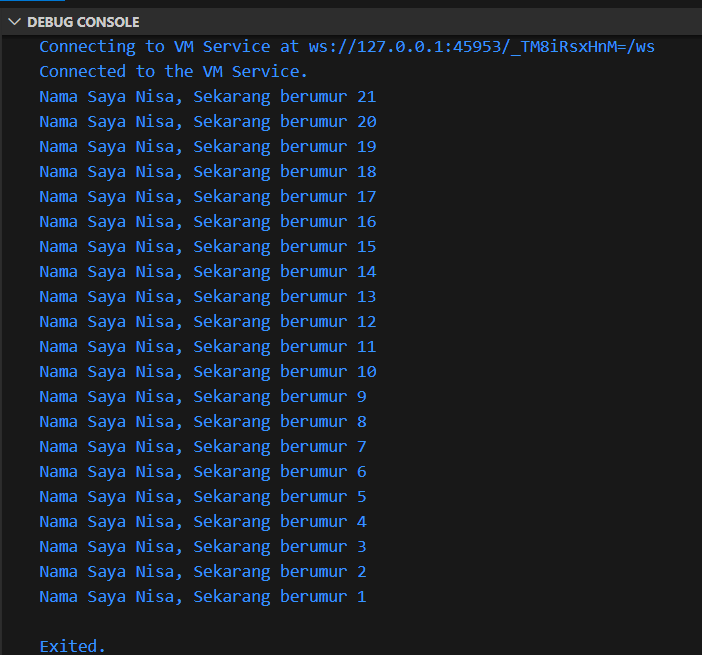 DEBUG CONSOLE
Connecting to VM Service at ws://127.0.0.1:45953/_TM8iRsxHnM=/ws
Connected to the VM Service.
Nama Saya Nisa, Sekarang berumur 21
Nama Saya Nisa, Sekarang berumur 20
Nama Saya Nisa, Sekarang berumur 19
Nama Saya Nisa, Sekarang berumur 18
Nama Saya Nisa, Sekarang berumur 17
Nama Saya Nisa, Sekarang berumur 16
Nama Saya Nisa, Sekarang berumur 15
Nama Saya Nisa, Sekarang berumur 14
Nama Saya Nisa, Sekarang berumur 13
Nama Saya Nisa, Sekarang berumur 12
Nama Saya Nisa, Sekarang berumur 11
Nama Saya Nisa, Sekarang berumur 10
Nama Saya Nisa, Sekarang berumur 9
Nama Saya Nisa, Sekarang berumur 8
Nama Saya Nisa, Sekarang berumur 7
Nama Saya Nisa, Sekarang berumur 6
Nama Saya Nisa, Sekarang berumur 5
Nama Saya Nisa, Sekarang berumur 4
Nama Saya Nisa, Sekarang berumur 3
Nama Saya Nisa, Sekarang berumur 2
Nama Saya Nisa, Sekarang berumur 1
Exited.